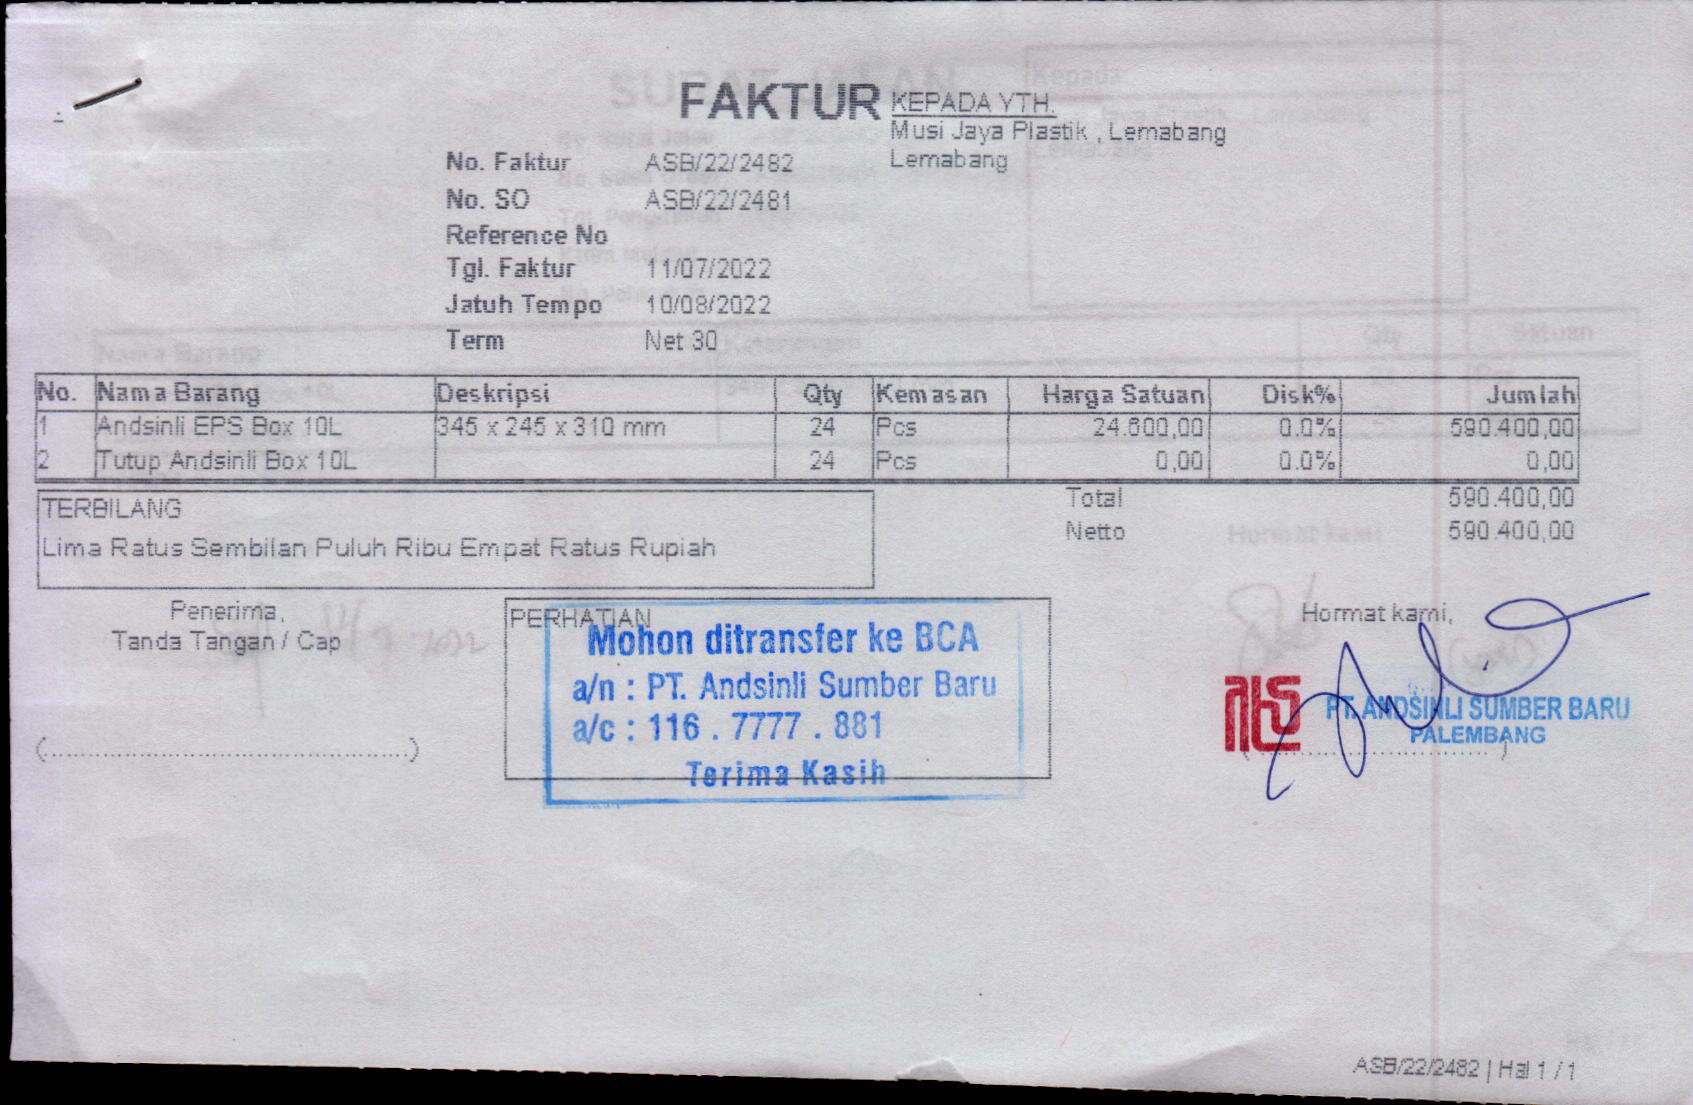 FAKTUR
KEPADA YTH.
Musi Jaya Plastik , Lemabang
Lemabang
No. Faktur ASB/22/2482
No. SO ASB/22/2481
Reference No
Tgl. Faktur 11/07/2022
Jatuh Tempo 10/08/2022
Term Net 30
No. Nama Barang Deskripsi Qty Kemasan Harga Satuan Disk% Jumlah
1 Andsinli EPS Box 10L 345 x 245 x 310 mm 24 Pcs 24.600,00 0.0% 590.400,00
2 Tutup Andsinli Box 10L 24 Pcs 0,00 0.0% 0,00
Total 590.400,00
Netto 590.400,00
TERBILANG
Lima Ratus Sembilan Puluh Ribu Empat Ratus Rupiah
Penerima,
Tanda Tangan / Cap
(..................................................)
PERHATIAN
Mohon ditransfer ke BCA
a/n : PT. Andsinli Sumber Baru
a/c : 116 . 7777 . 881
Terima Kasih
Hormat kami,
PT. ANDSINLI SUMBER BARU
PALEMBANG
ASB/22/2482 | Hal 1 / 1